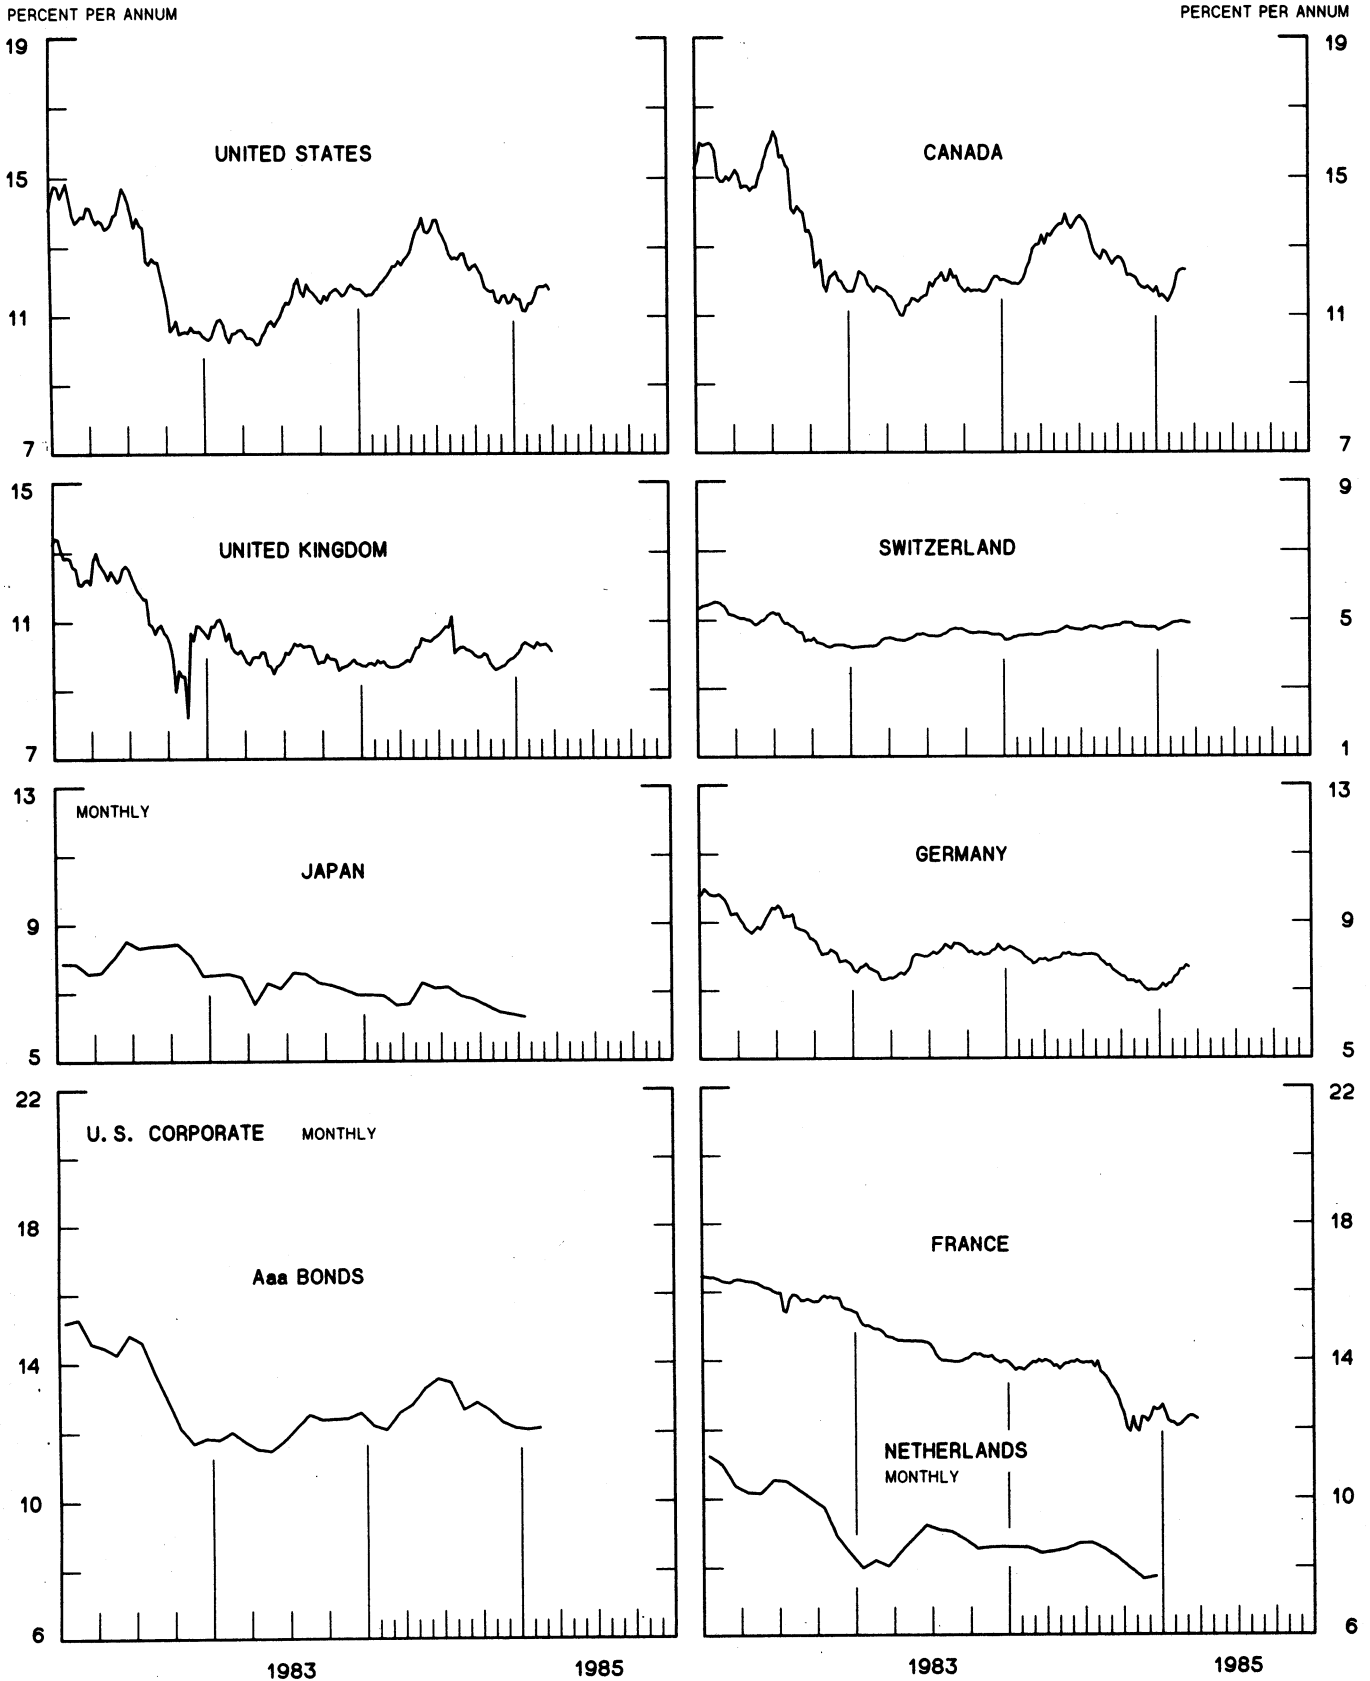 PERCENT PER ANNUM
PERCENT PER ANNUM
19
UNITED STATES
15
11
7
19
CANADA
15
11
7
15
UNITED KINGDOM
11
7
9
SWITZERLAND
5
1
13
MONTHLY
JAPAN
9
5
13
GERMANY
9
5
22
U.S. CORPORATE MONTHLY
18
Aaa BONDS
14
10
6
1983 1985
22
18
FRANCE
14
NETHERLANDS
MONTHLY
10
6
1983 1985